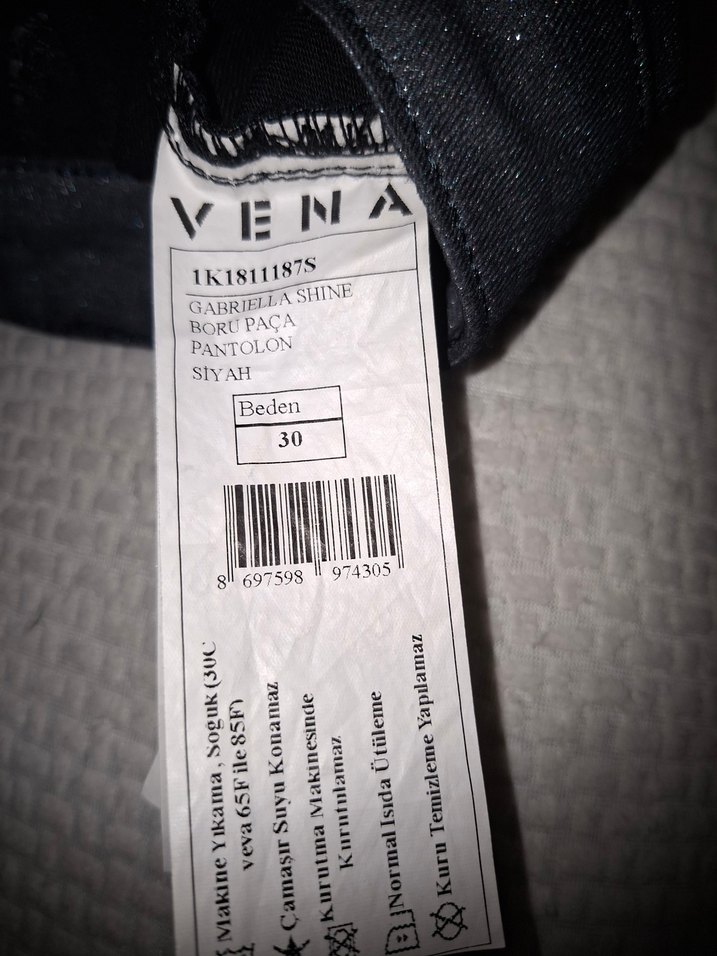 VENA
1K1811187S
GABRIELLA SHINE
BORU PAÇA
PANTOLON
SİYAH
Beden
30
8 697598 974305
Makine Yıkama , Soguk (30C
veya 65F ile 85F)
Çamaşır Suyu Konamaz
Kurutma Makinesinde
Kurutulamaz
Normal Isıda Ütüleme
Kuru Temizleme Yapılamaz